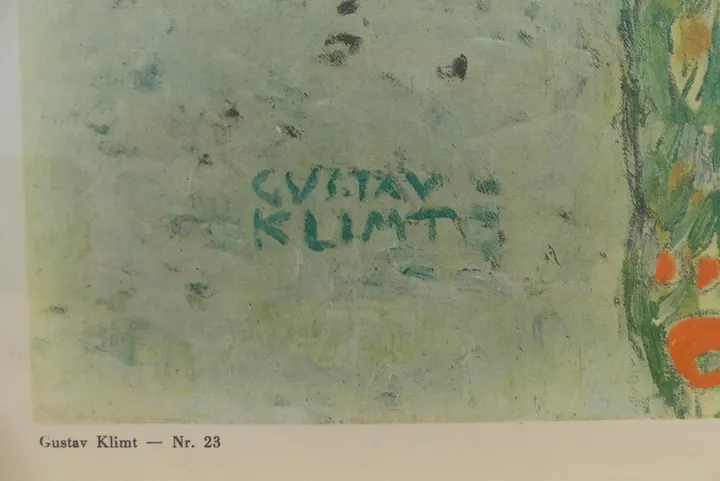 GUSTAV
KLIMT
Gustav Klimt — Nr. 23